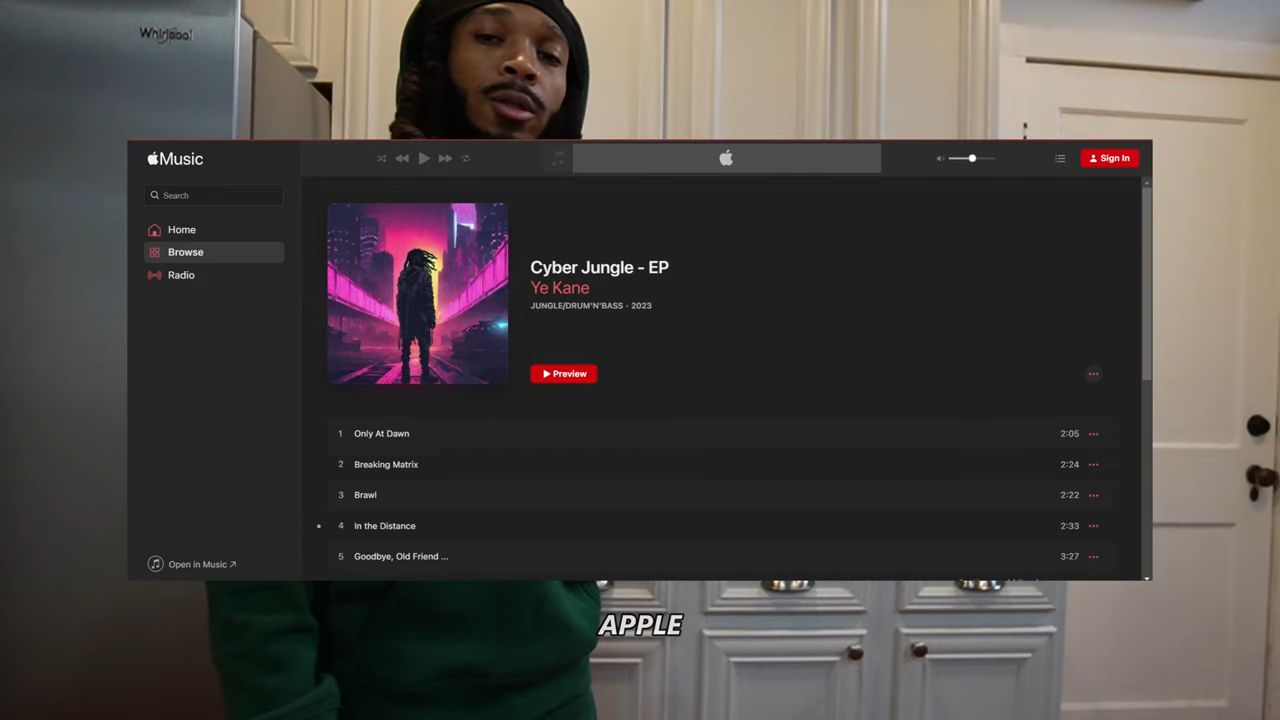 Whirlpool
Music
Sign In
Search
Home
Browse
Radio
Cyber Jungle - EP
Ye Kane
JUNGLE/DRUM'N'BASS · 2023
Preview
1 Only At Dawn 2:05
2 Breaking Matrix 2:24
3 Brawl 2:22
4 In the Distance 2:33
5 Goodbye, Old Friend ... 3:27
Open in Music ↗
APPLE